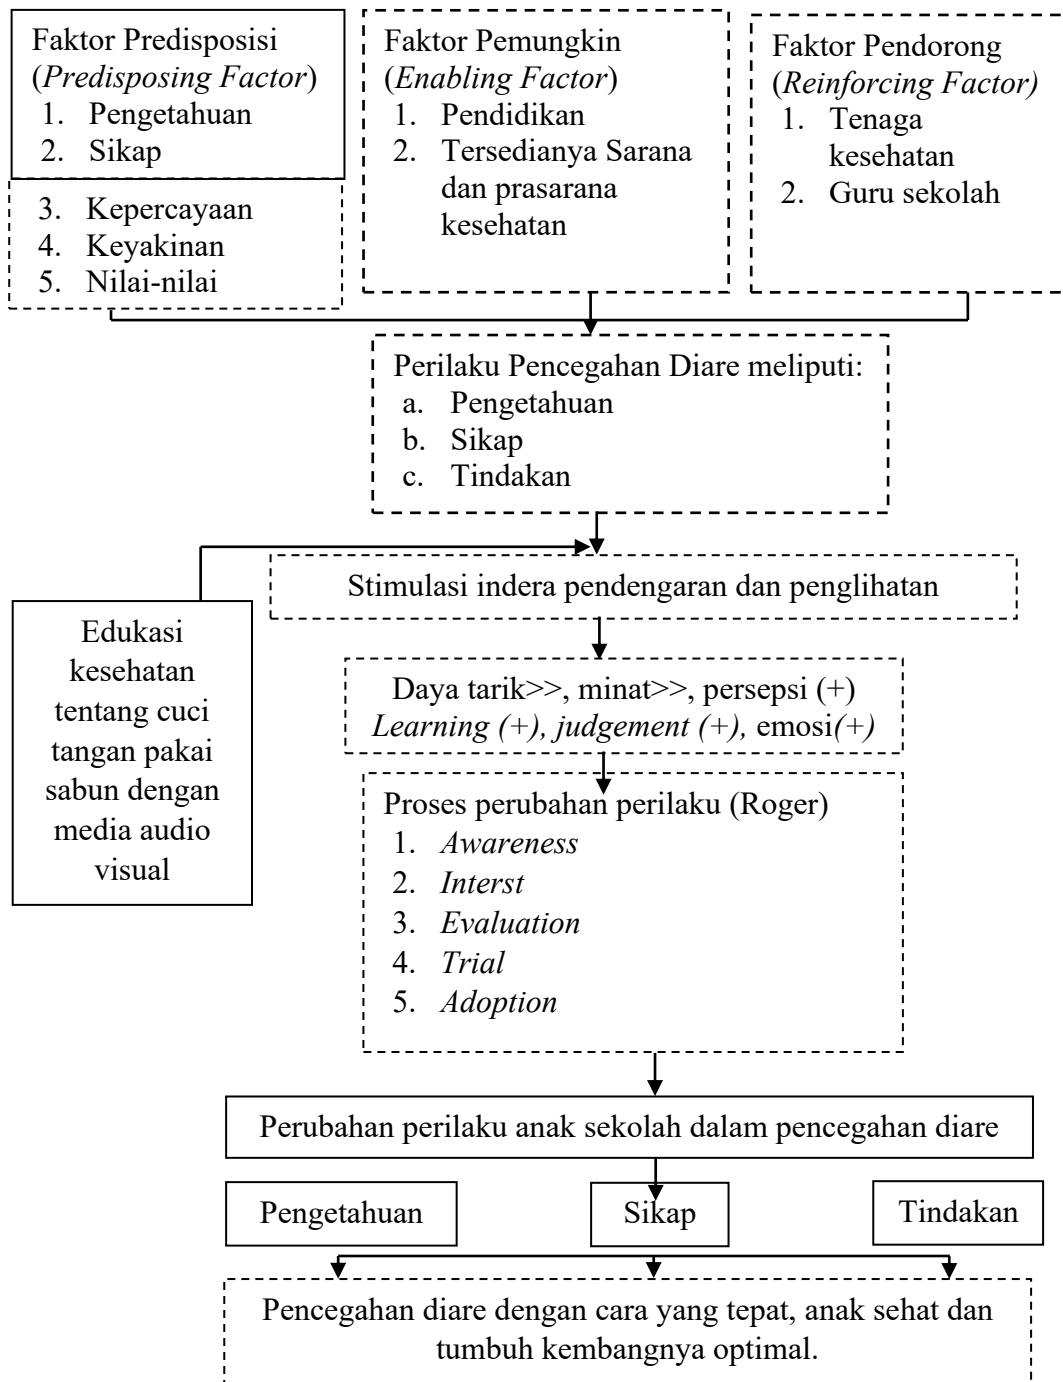 Faktor Predisposisi
(Predisposing Factor)
1. Pengetahuan
2. Sikap
3. Kepercayaan
4. Keyakinan
5. Nilai-nilai
Faktor Pemungkin
(Enabling Factor)
1. Pendidikan
2. Tersedianya Sarana
dan prasarana
kesehatan
Faktor Pendorong
(Reinforcing Factor)
1. Tenaga
kesehatan
2. Guru sekolah
Perilaku Pencegahan Diare meliputi:
a. Pengetahuan
b. Sikap
c. Tindakan
Stimulasi indera pendengaran dan penglihatan
Edukasi
kesehatan
tentang cuci
tangan pakai
sabun dengan
media audio
visual
Daya tarik>>, minat>>, persepsi (+)
Learning (+), judgement (+), emosi(+)
Proses perubahan perilaku (Roger)
1. Awareness
2. Interst
3. Evaluation
4. Trial
5. Adoption
Perubahan perilaku anak sekolah dalam pencegahan diare
Pengetahuan
Sikap
Tindakan
Pencegahan diare dengan cara yang tepat, anak sehat dan
tumbuh kembangnya optimal.